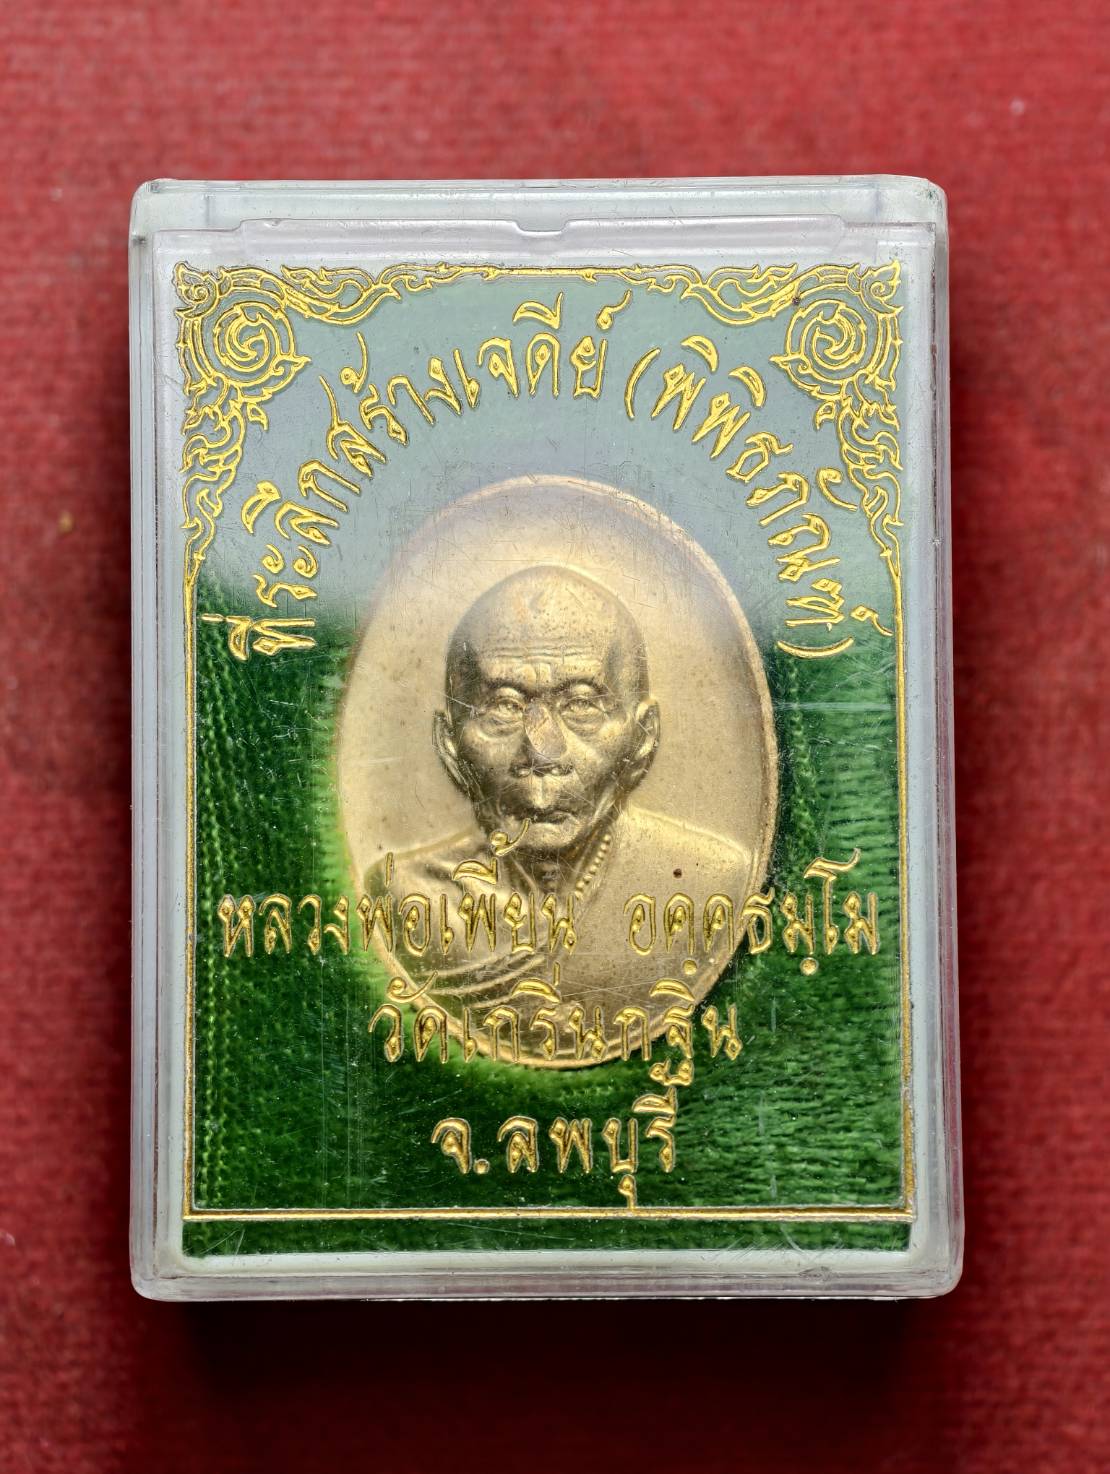 ที่ระลึกสร้างเจดีย์ (พิพิธภัณฑ์)
หลวงพ่อเพี้ยน อคฺคธมฺโม
วัดเกริ่นกฐิน
จ.ลพบุรี